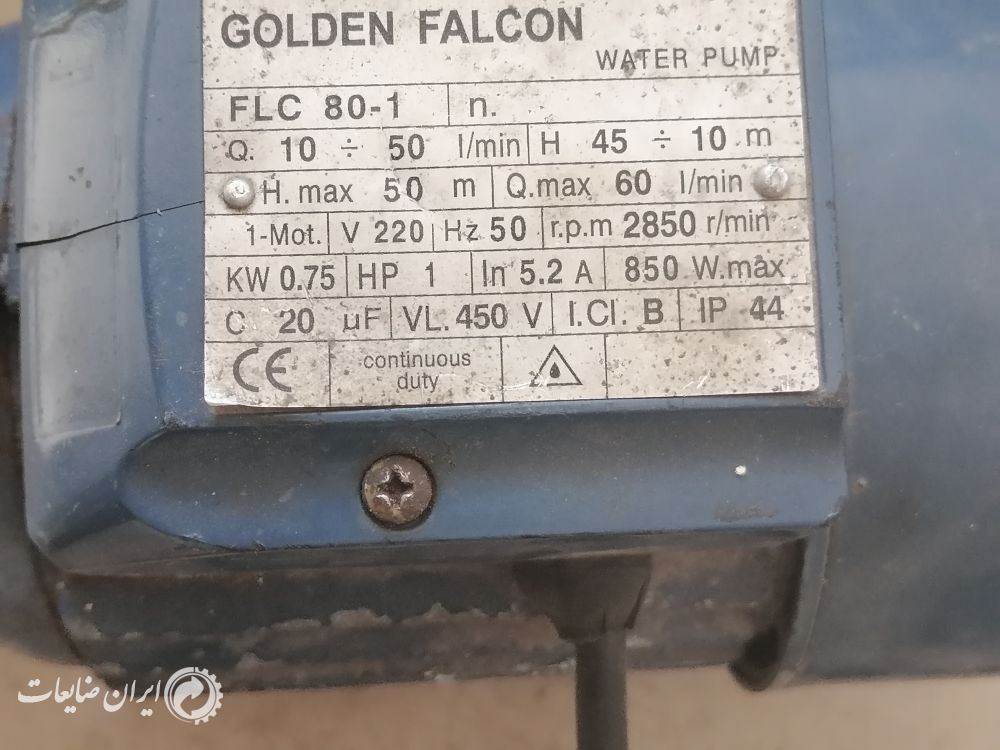 GOLDEN FALCON
WATER PUMP
FLC 80-1 n.
Q. 10 ÷ 50 l/min H 45 ÷ 10 m
H. max 50 m Q.max 60 l/min
1-Mot. V 220 Hz 50 r.p.m 2850 r/min
KW 0.75 HP 1 In 5.2 A 850 W.max
C 20 µF VL. 450 V I.Cl. B IP 44
CE continuous
duty
ایران ضایعات